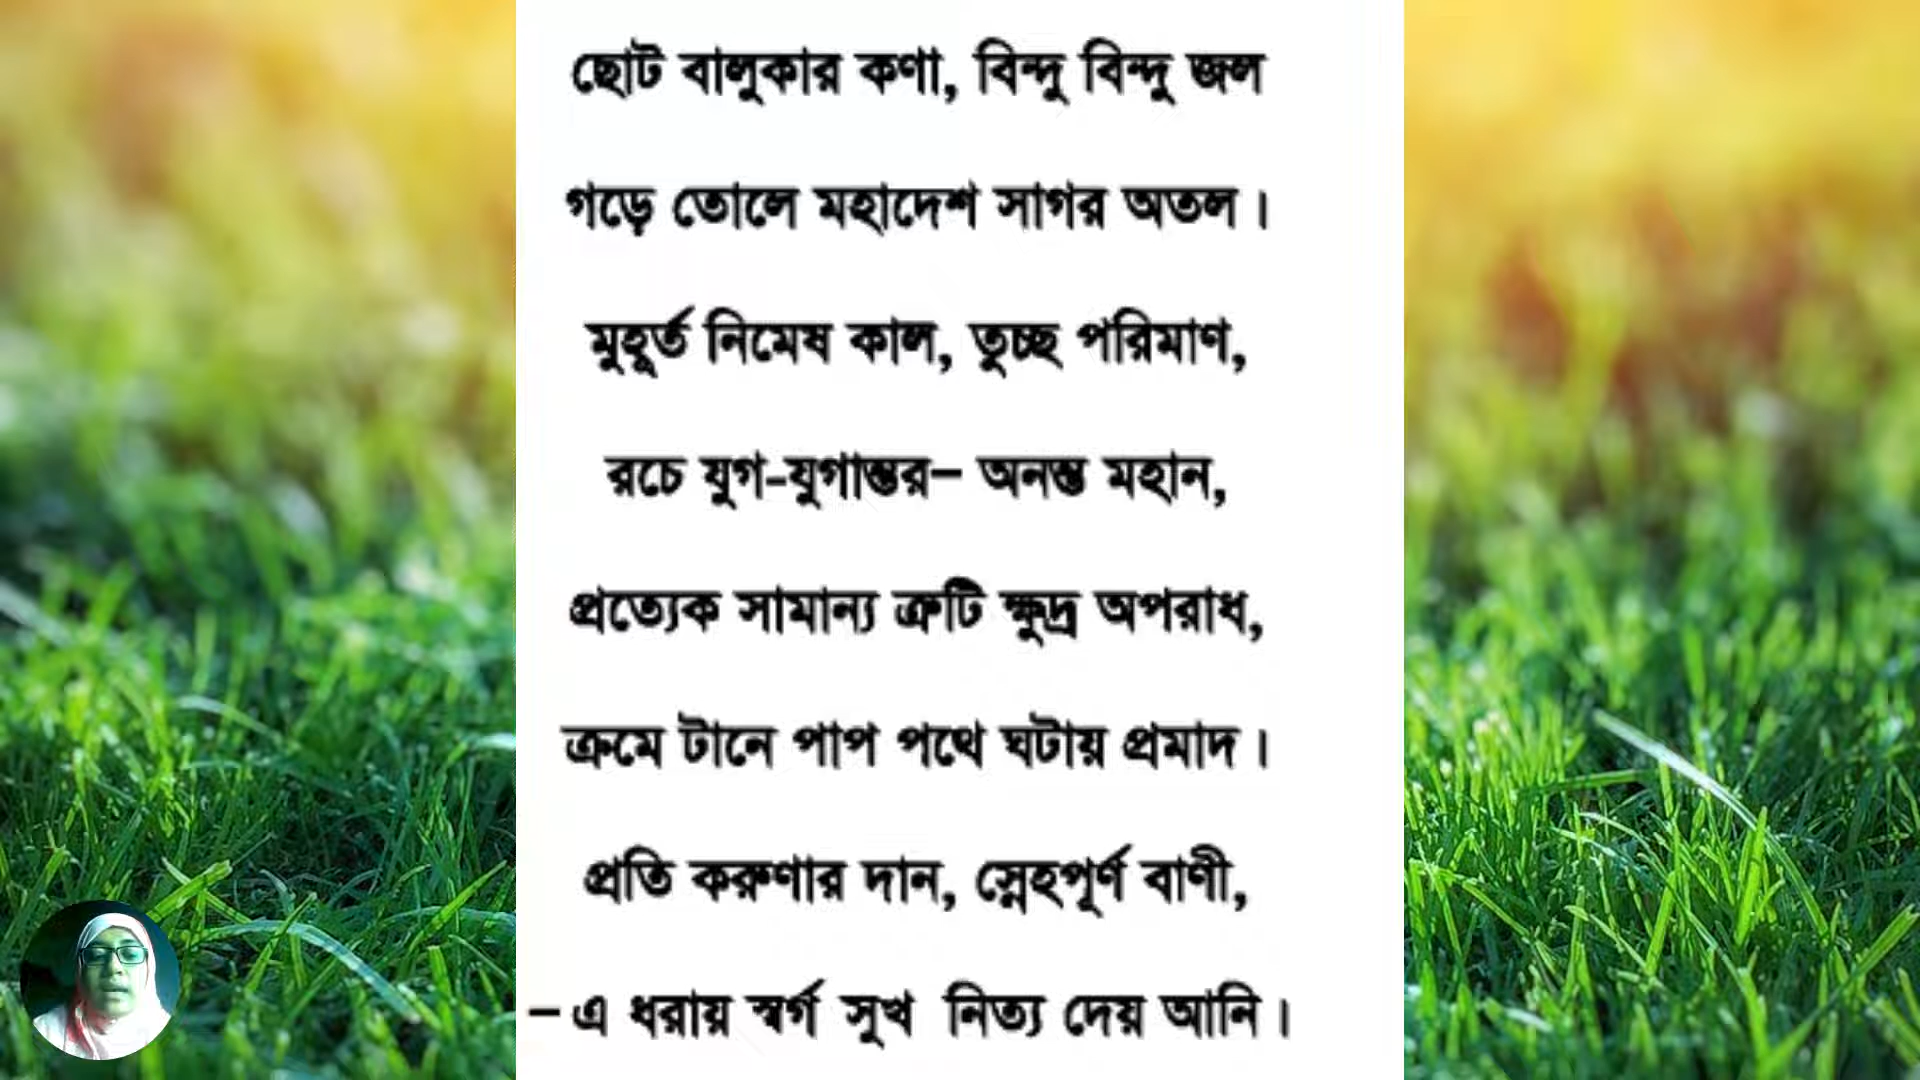 ছোট বালুকার কণা, বিন্দু বিন্দু জল
গড়ে তোলে মহাদেশ সাগর অতল।
মুহূর্ত নিমেষ কাল, তুচ্ছ পরিমাণ,
রচে যুগ-যুগান্তর– অনন্ত মহান,
প্রত্যেক সামান্য ত্রুটি ক্ষুদ্র অপরাধ,
ক্রমে টানে পাপ পথে ঘটায় প্রমাদ।
প্রতি করুণার দান, স্নেহপূর্ণ বাণী,
–এ ধরায় স্বর্গ সুখ নিত্য দেয় আনি।